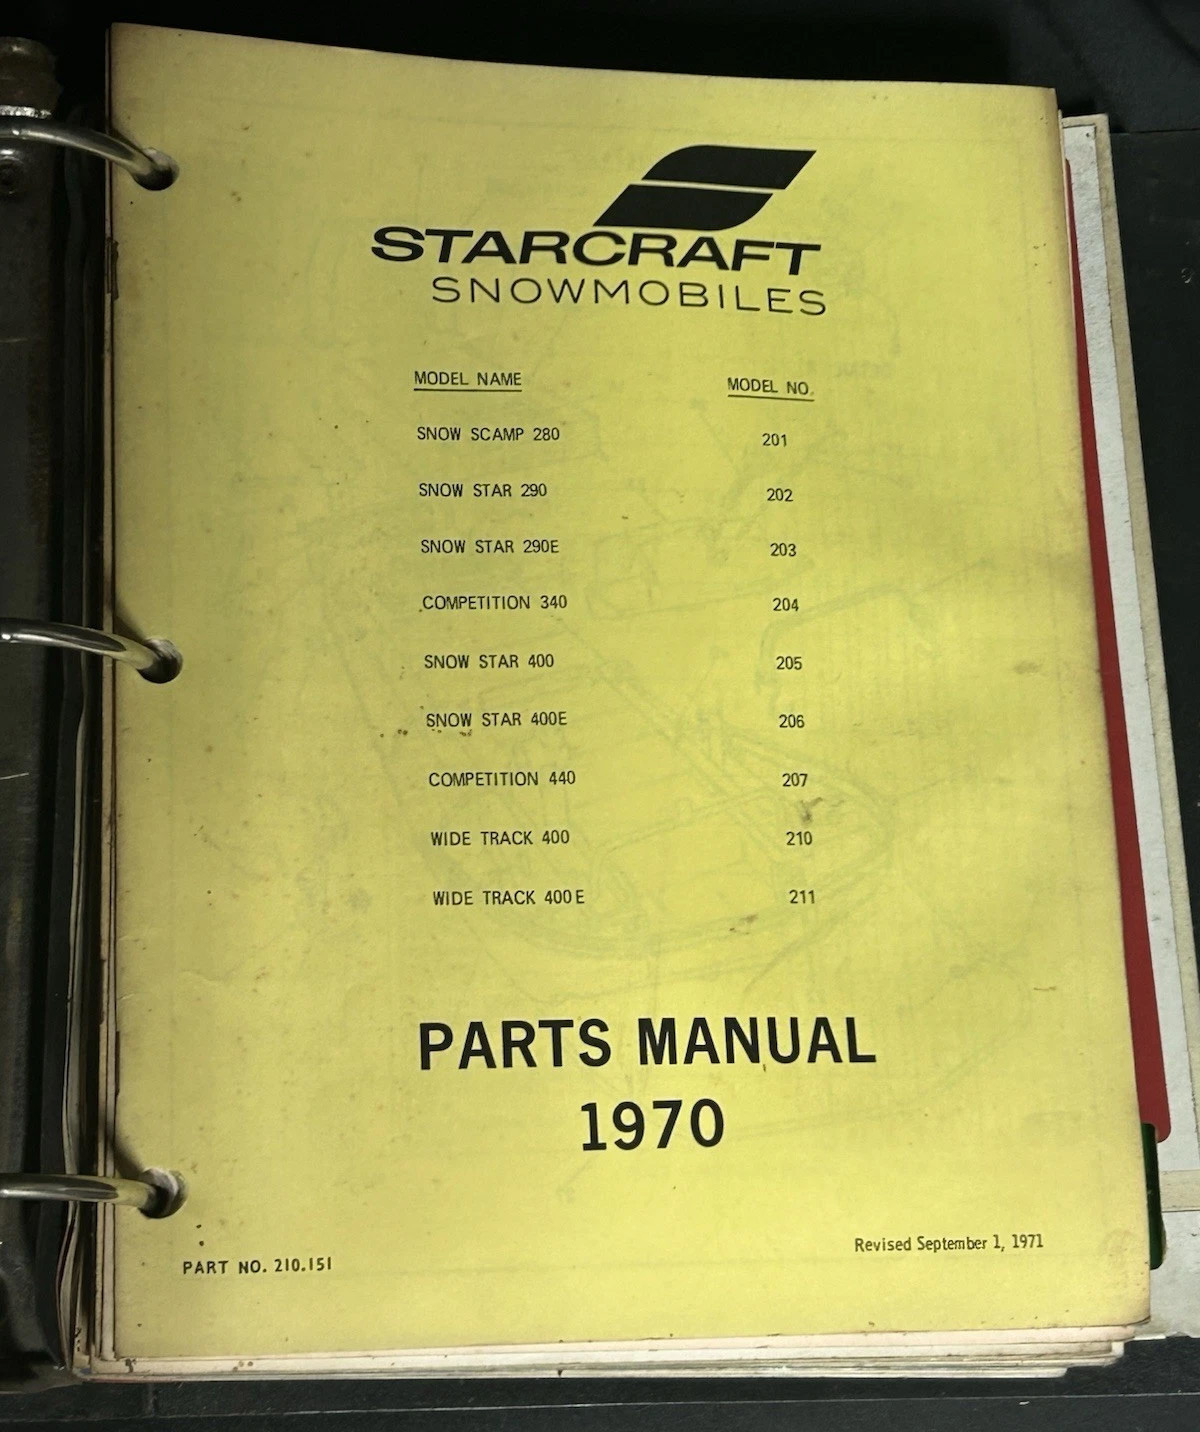 STARCRAFT
SNOWMOBILES
MODEL NAME MODEL NO.
SNOW SCAMP 280 201
SNOW STAR 290 202
SNOW STAR 290E 203
COMPETITION 340 204
SNOW STAR 400 205
SNOW STAR 400E 206
COMPETITION 440 207
WIDE TRACK 400 210
WIDE TRACK 400E 211
PARTS MANUAL
1970
Revised September 1, 1971
PART NO. 210.151